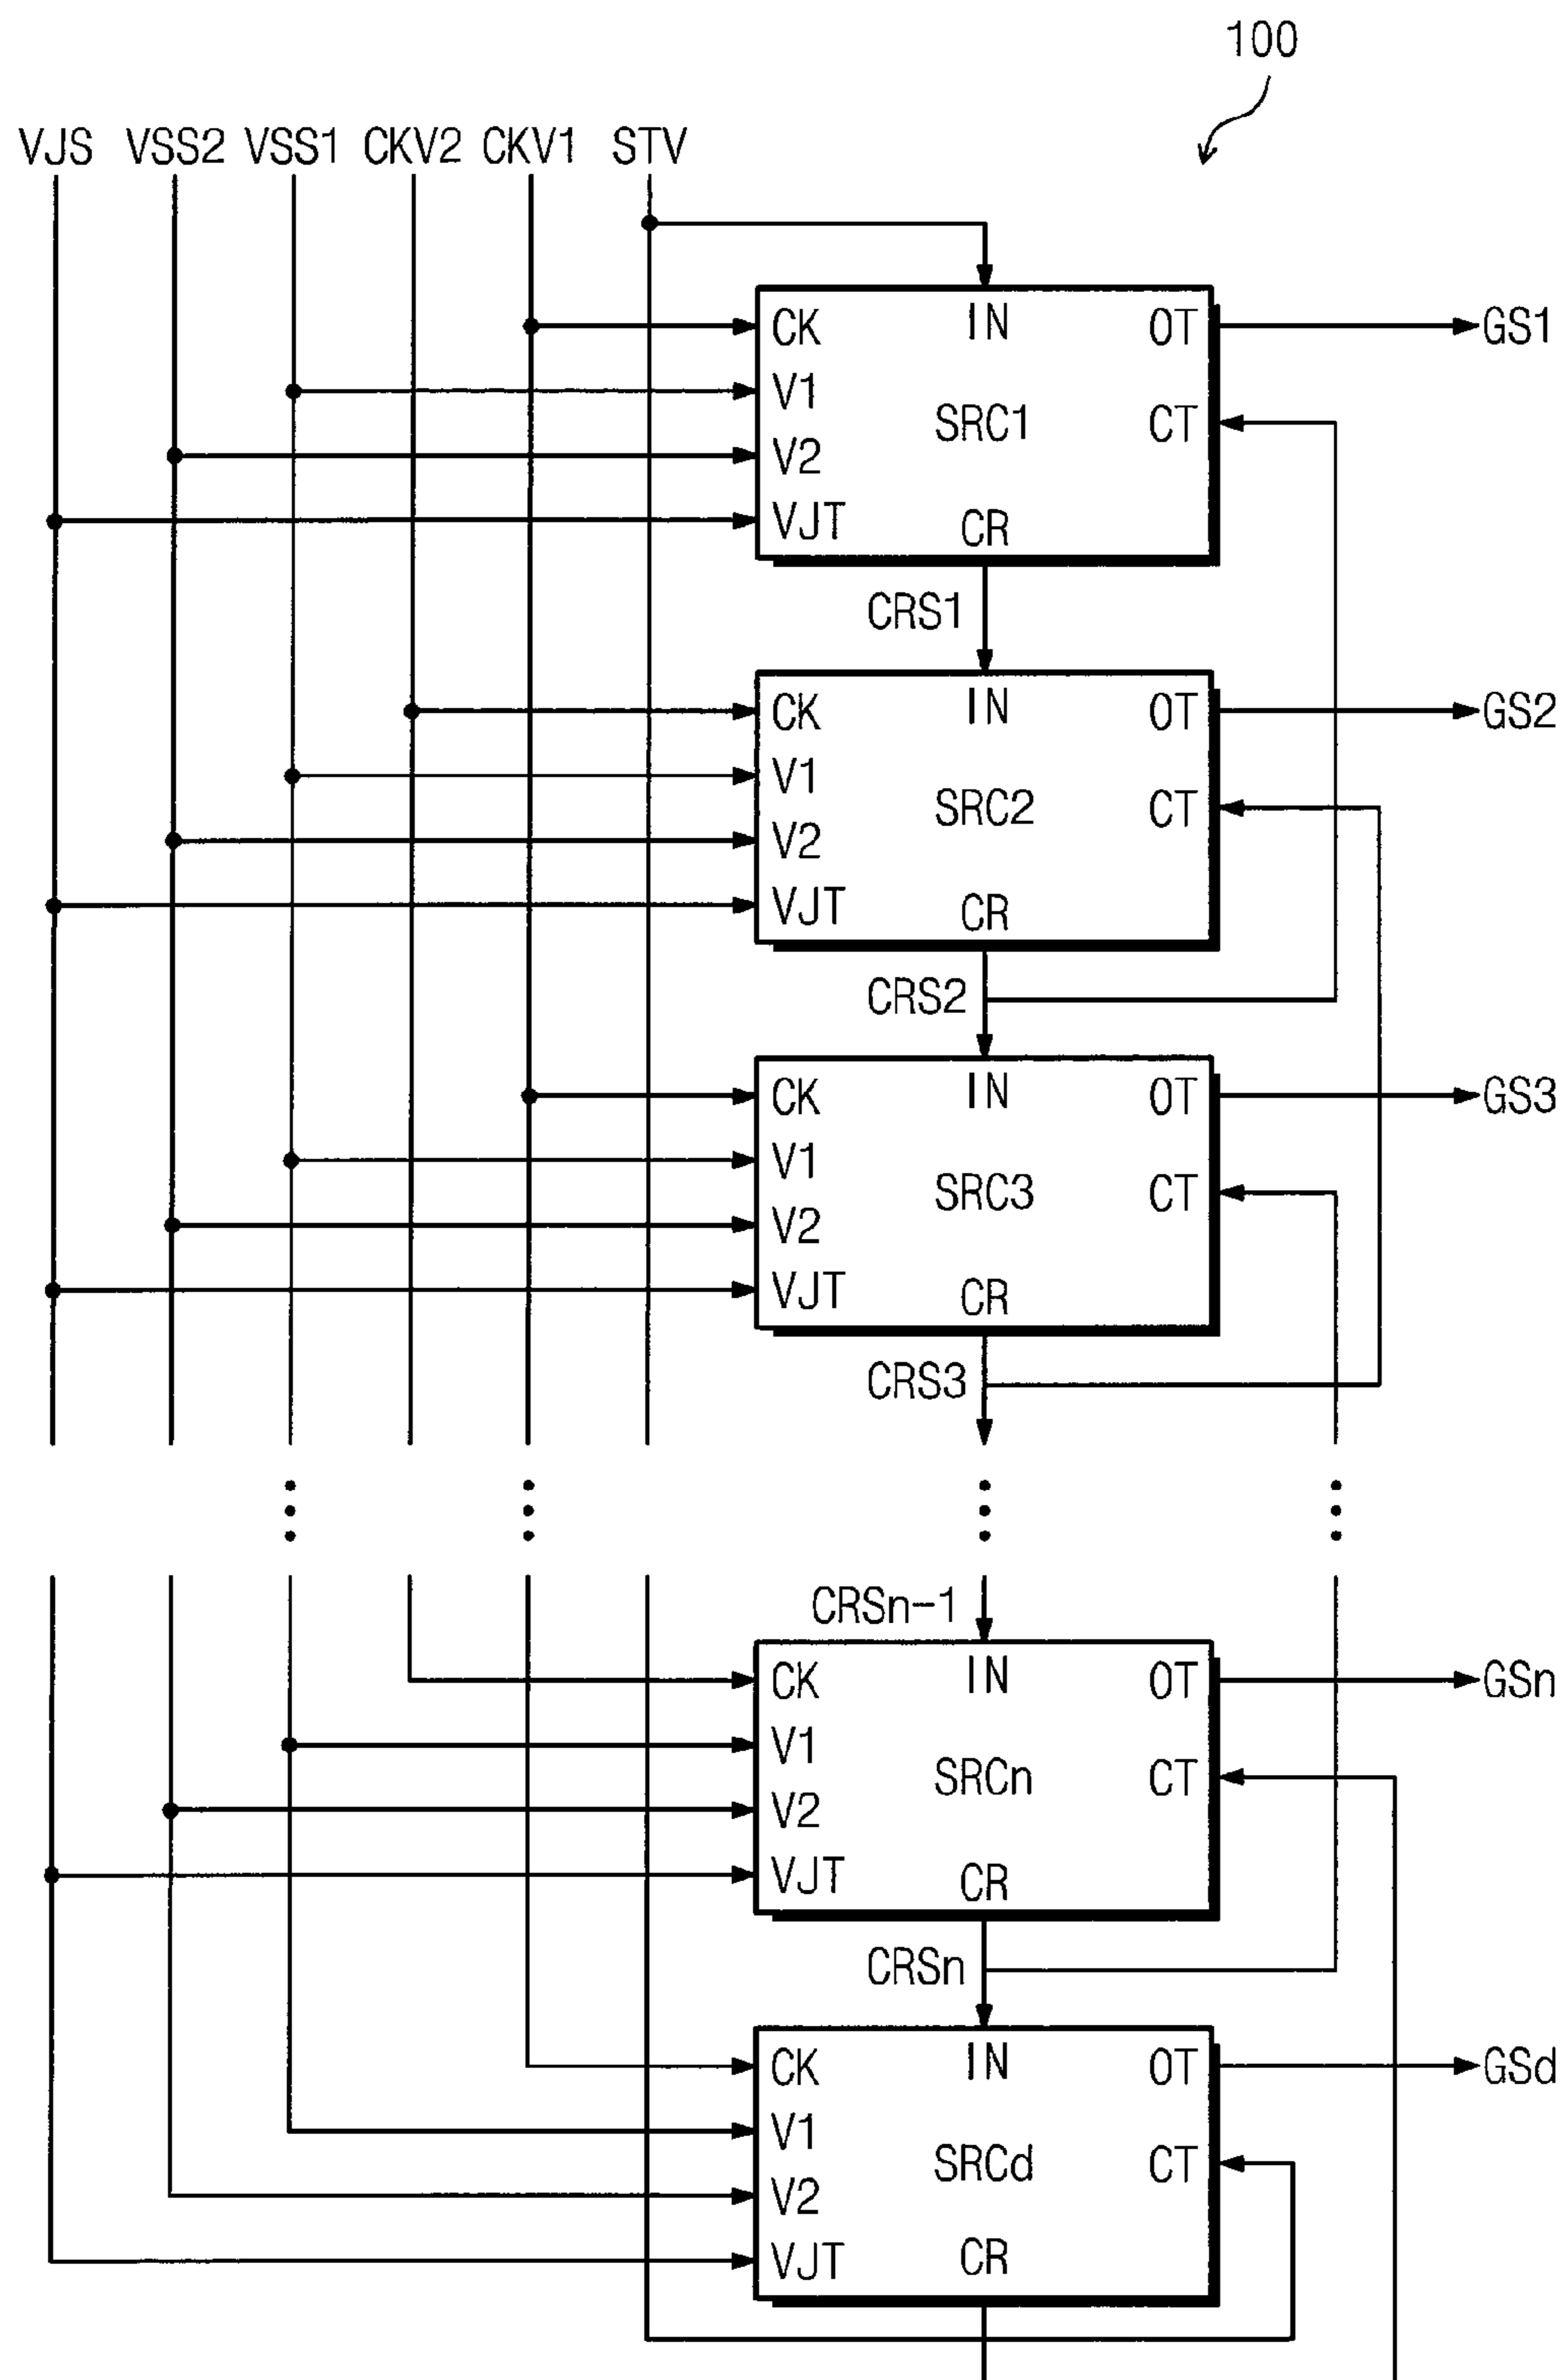 100
VJS VSS2 VSS1 CKV2 CKV1 STV
CK IN OT GS1
V1
SRC1 CT
V2
VJT CR
CRS1
CK IN OT GS2
V1
SRC2 CT
V2
VJT CR
CRS2
CK IN OT GS3
V1
SRC3 CT
V2
VJT CR
CRS3
CRSn-1
CK IN OT GSn
V1
SRCn CT
V2
VJT CR
CRSn
CK IN OT GSd
V1
SRCd CT
V2
VJT CR